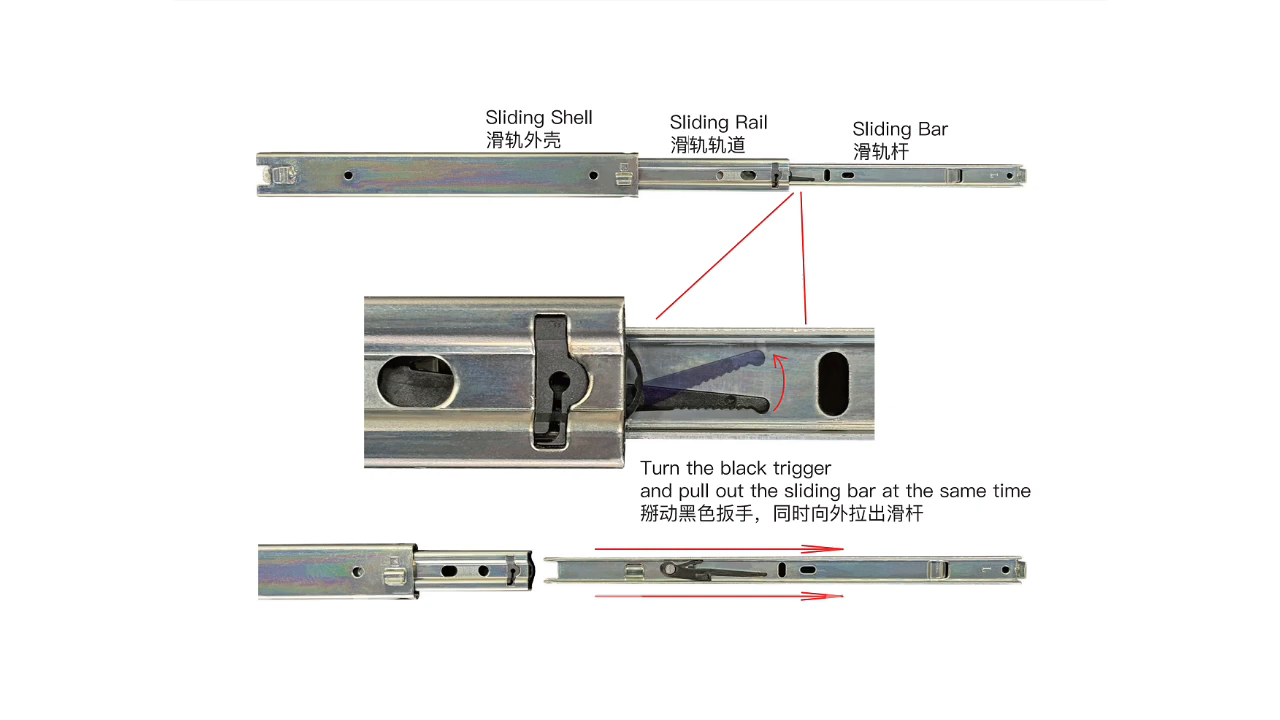 Sliding Shell
滑轨外壳
Sliding Rail
滑轨轨道
Sliding Bar
滑轨杆
Turn the black trigger
and pull out the sliding bar at the same time
掰动黑色扳手，同时向外拉出滑杆